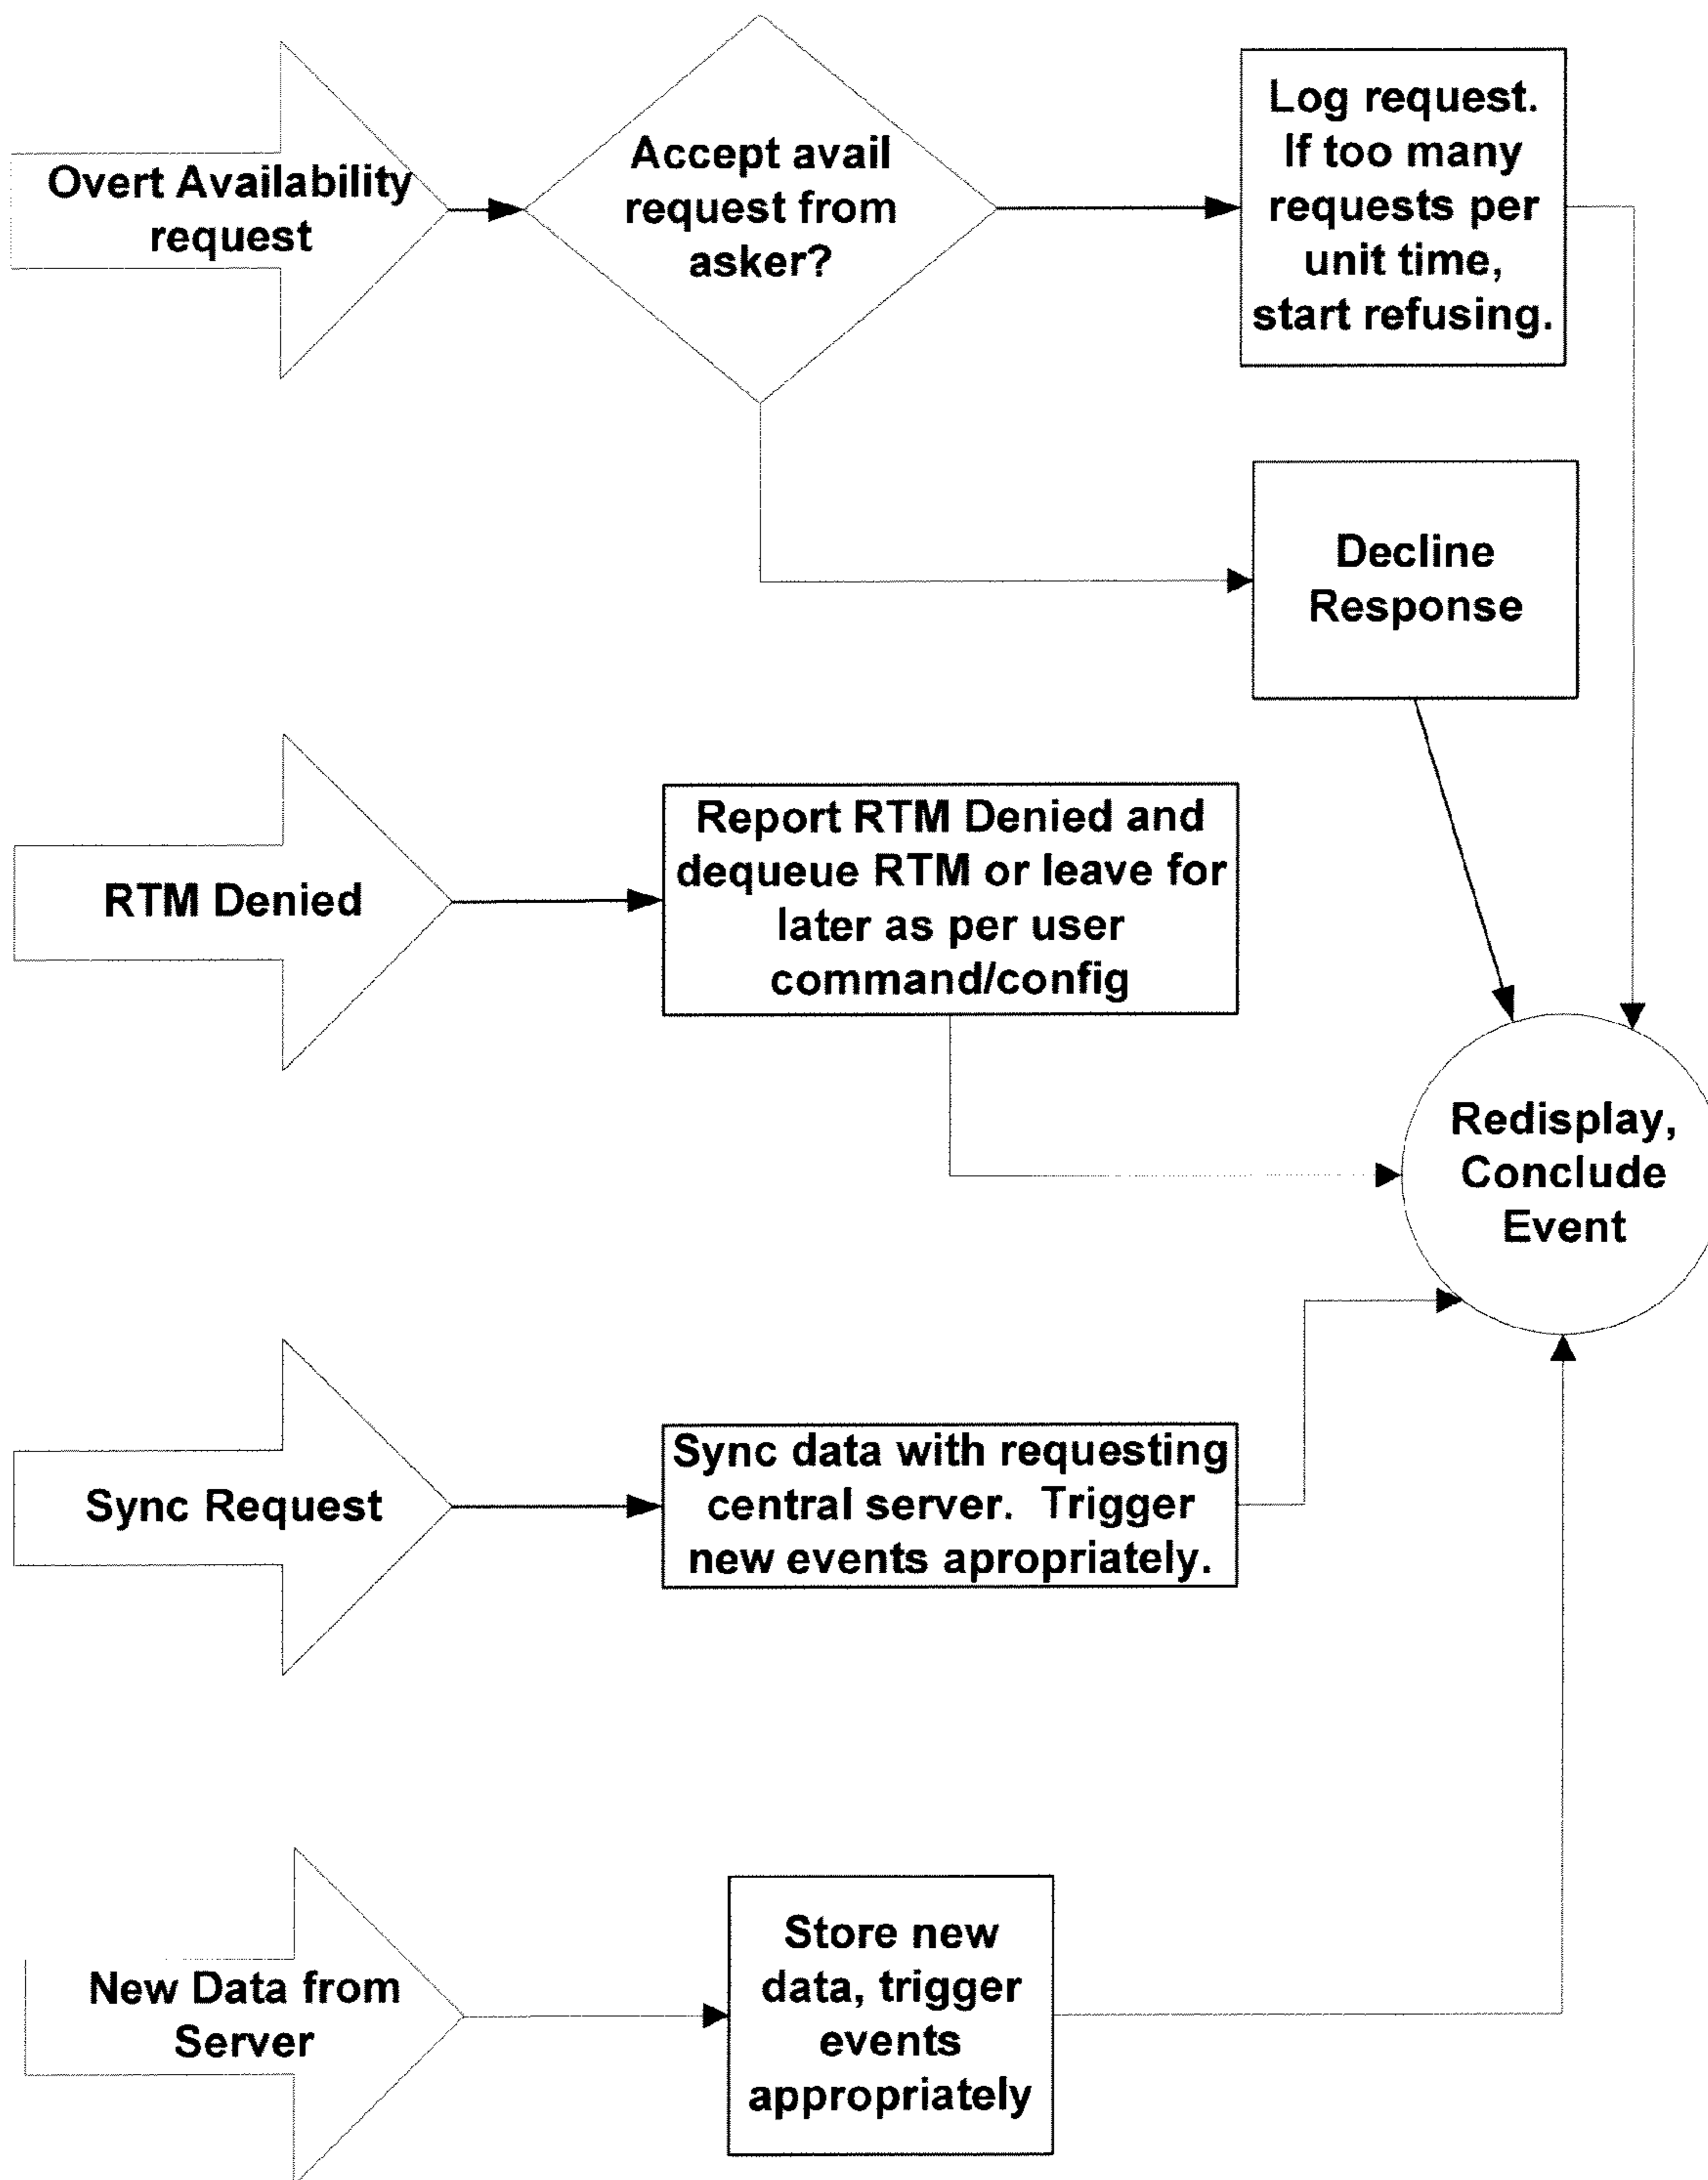 Overt Availability
request
Accept avail
request from
asker?
Log request.
If too many
requests per
unit time,
start refusing.
Decline
Response
RTM Denied
Report RTM Denied and
dequeue RTM or leave for
later as per user
command/config
Redisplay,
Conclude
Event
Sync Request
Sync data with requesting
central server.  Trigger
new events apropriately.
New Data from
Server
Store new
data, trigger
events
appropriately